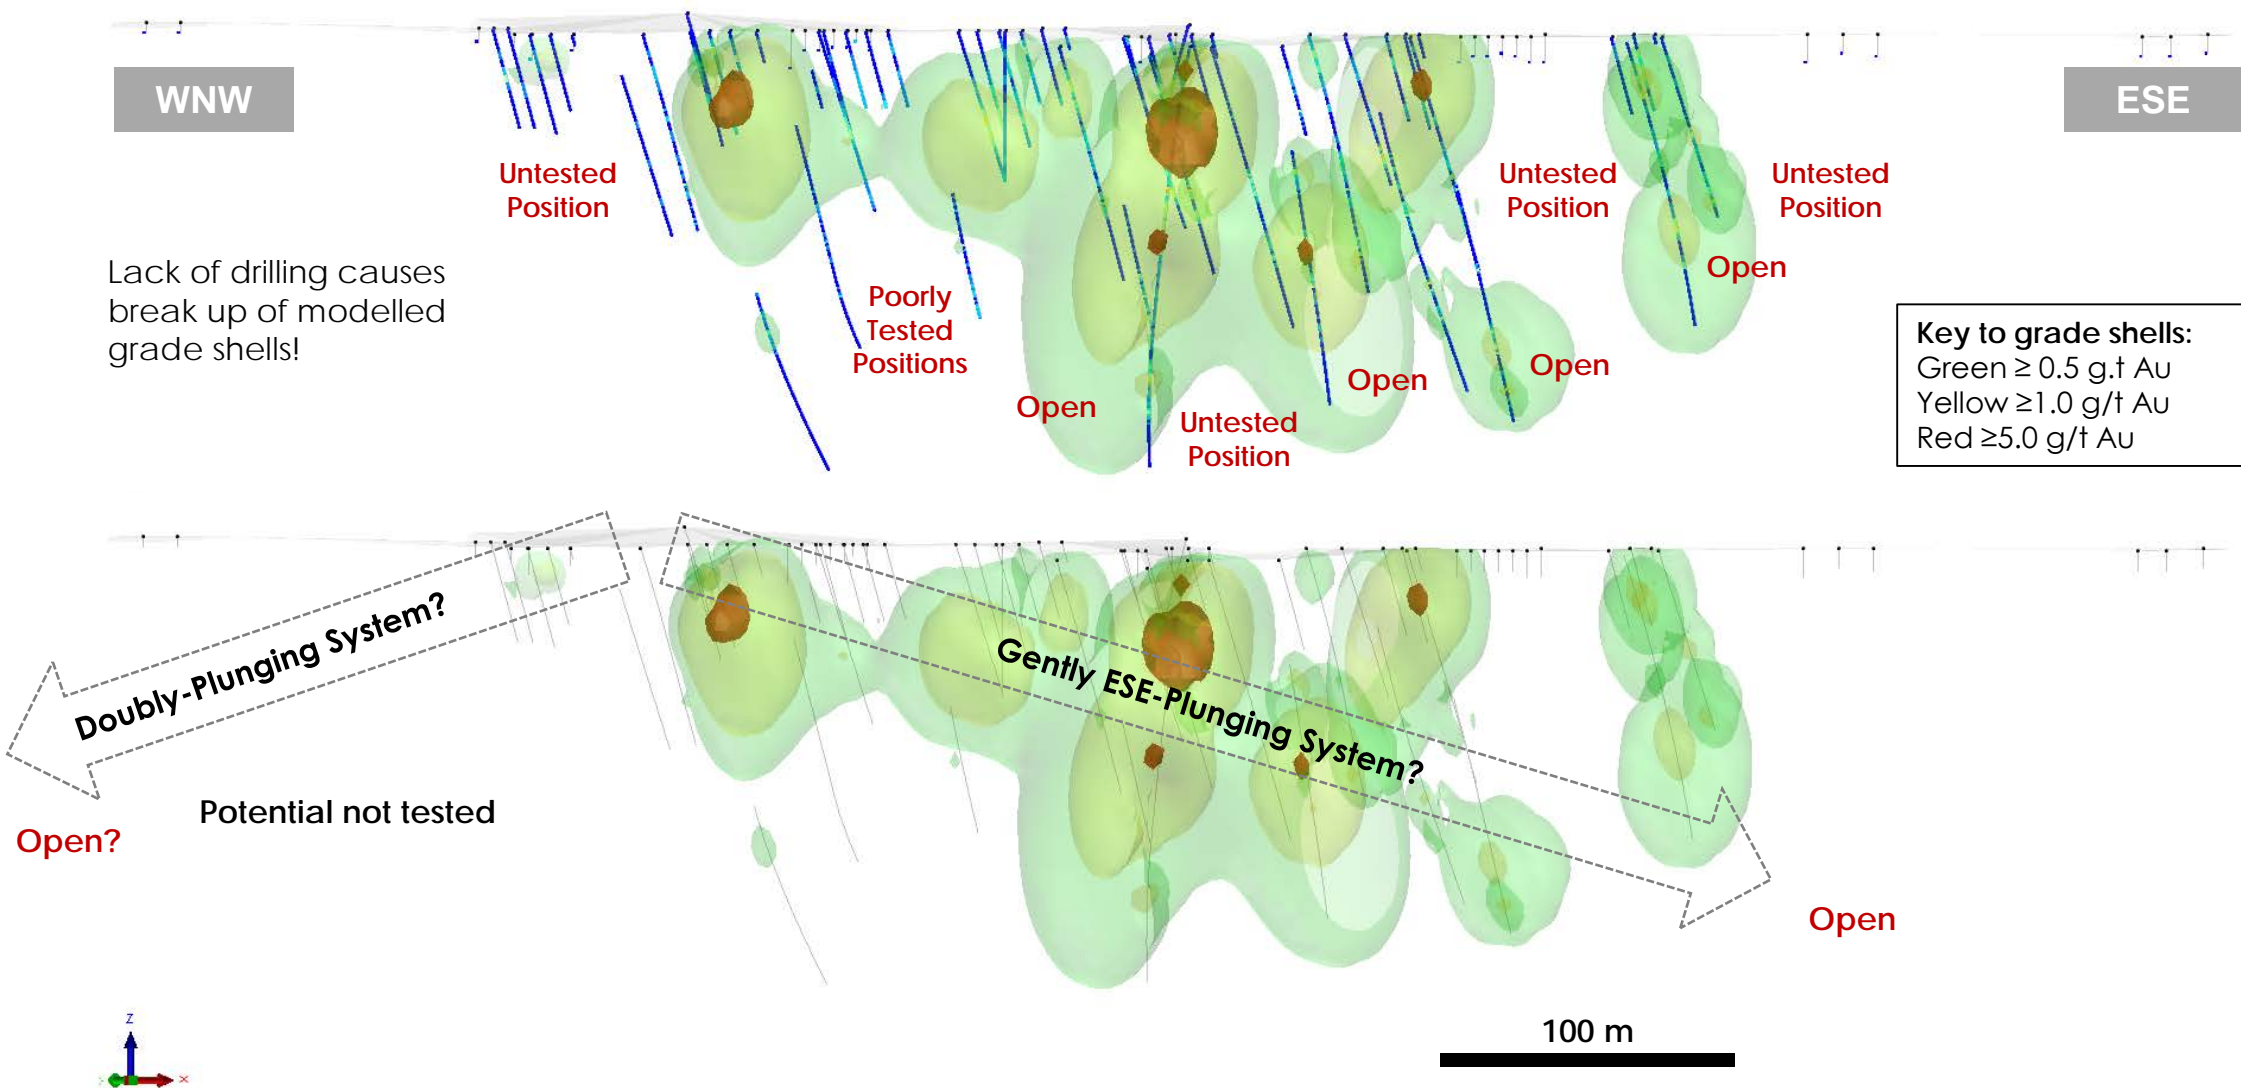 WNW
ESE
Untested
Position
Untested
Position
Untested
Position
Lack of drilling causes
break up of modelled
grade shells!
Open
Poorly
Tested
Positions
Key to grade shells:
Green ≥ 0.5 g.t Au
Yellow ≥1.0 g/t Au
Red ≥5.0 g/t Au
Open
Open
Open
Untested
Position
Doubly-Plunging System?
Gently ESE-Plunging System?
Potential not tested
Open?
Open
Z
X
100 m